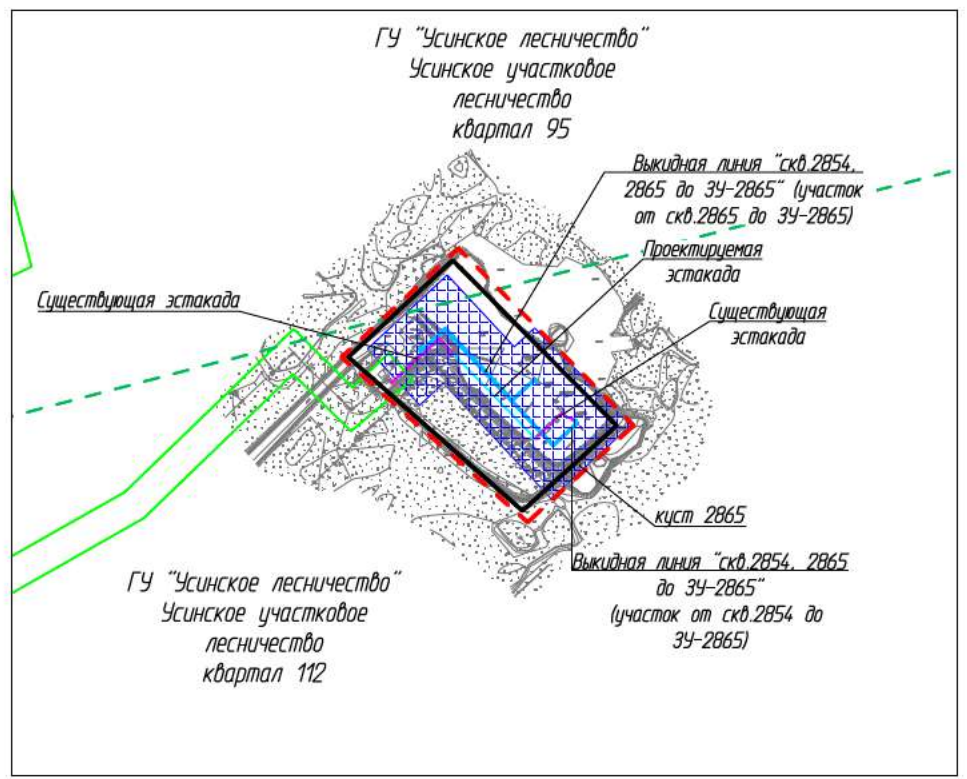 ГУ "Усинское лесничество"
Усинское участковое
лесничество
квартал 95
Выкидная линия "скв.2854,
2865 до ЗУ-2865" (участок
от скв.2865 до ЗУ-2865)
Проектируемая
эстакада
Существующая эстакада
Существующая
эстакада
куст 2865
Выкидная линия "скв.2854, 2865
до ЗУ-2865"
(участок от скв.2854 до
ЗУ-2865)
ГУ "Усинское лесничество"
Усинское участковое
лесничество
квартал 112